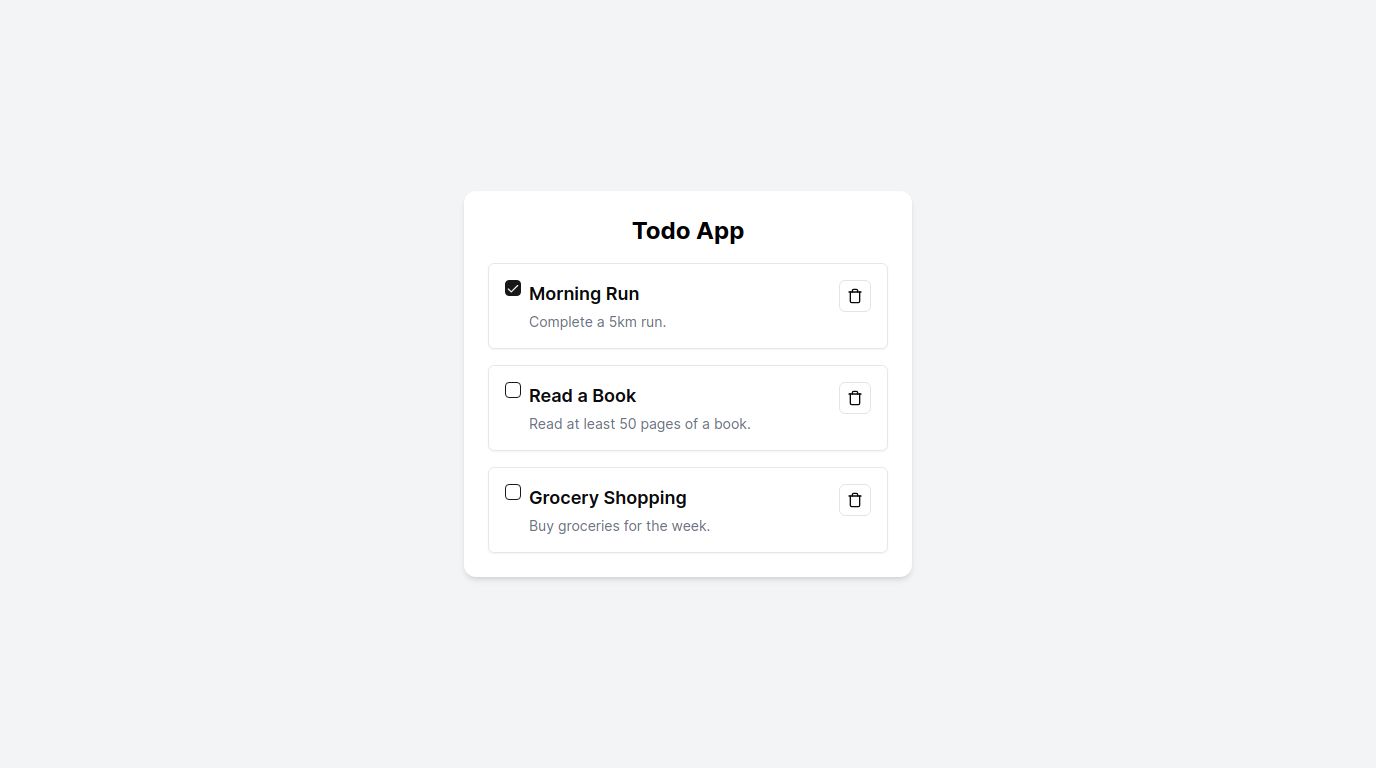 Todo App
Morning Run
Complete a 5km run.
Read a Book
Read at least 50 pages of a book.
Grocery Shopping
Buy groceries for the week.